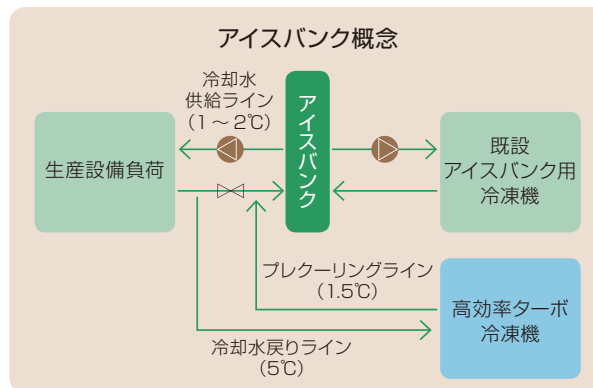 アイスバンク概念
冷却水
供給ライン
（1～2℃）
アイスバンク
生産設備負荷
既設
アイスバンク用
冷凍機
プレクーリングライン
（1.5℃）
高効率ターボ
冷凍機
冷却水戻りライン
（5℃）